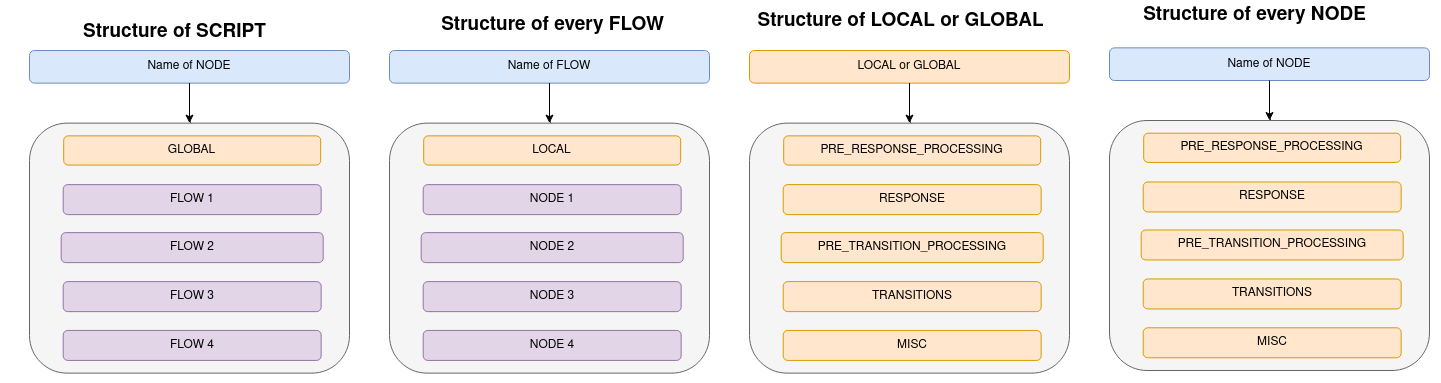 Structure of SCRIPT
Name of NODE
GLOBAL
FLOW 1
FLOW 2
FLOW 3
FLOW 4
Structure of every FLOW
Name of FLOW
LOCAL
NODE 1
NODE 2
NODE 3
NODE 4
Structure of LOCAL or GLOBAL
LOCAL or GLOBAL
PRE_RESPONSE_PROCESSING
RESPONSE
PRE_TRANSITION_PROCESSING
TRANSITIONS
MISC
Structure of every NODE
Name of NODE
PRE_RESPONSE_PROCESSING
RESPONSE
PRE_TRANSITION_PROCESSING
TRANSITIONS
MISC